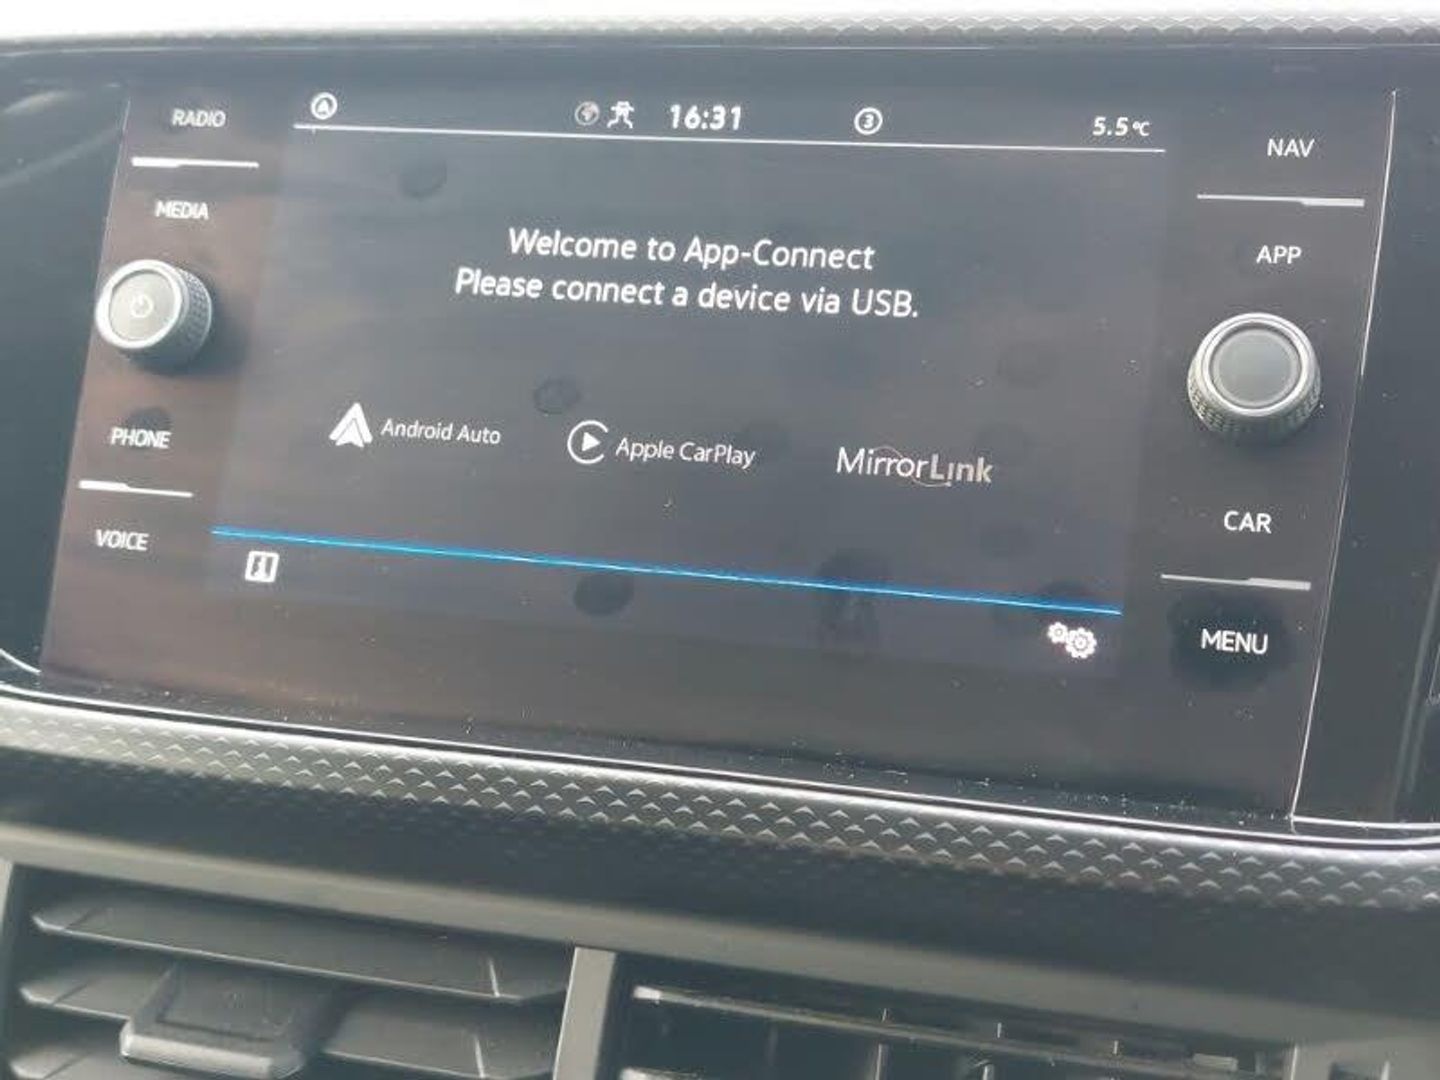 RADIO
MEDIA
PHONE
VOICE
A
16:31
3
5.5°C
Welcome to App-Connect
Please connect a device via USB.
Android Auto
Apple CarPlay
MirrorLink
NAV
APP
CAR
MENU